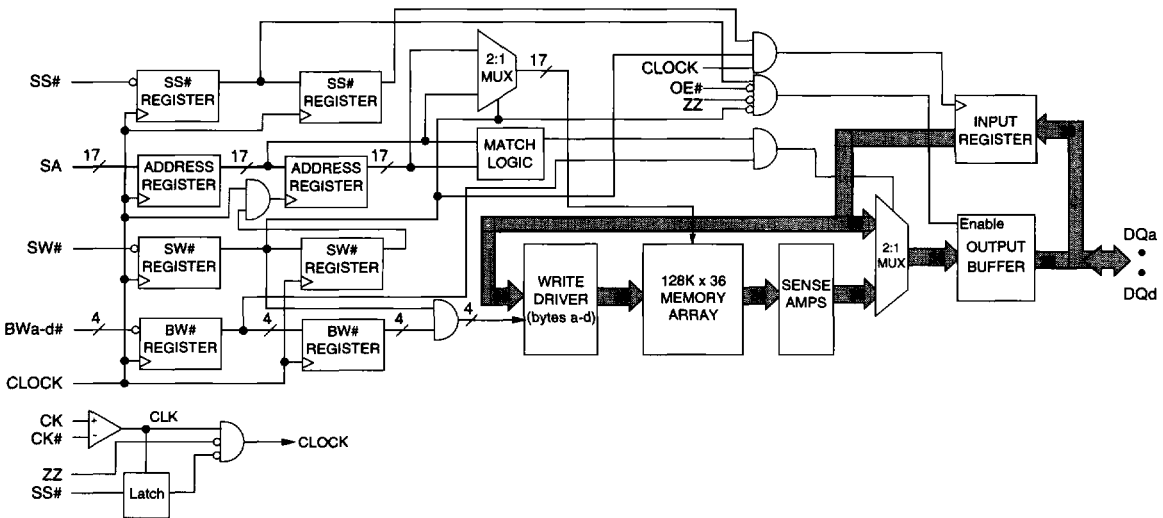 SS#
SS#
REGISTER
SS#
REGISTER
2:1
MUX
17
CLOCK
OE#
ZZ
INPUT
REGISTER
SA
17
ADDRESS
REGISTER
17
ADDRESS
REGISTER
17
MATCH
LOGIC
SW#
SW#
REGISTER
SW#
REGISTER
WRITE
DRIVER
(bytes a-d)
128K x 36
MEMORY
ARRAY
SENSE
AMPS
2:1
MUX
Enable
OUTPUT
BUFFER
DQa
DQd
BWa-d#
4
BW#
REGISTER
4
BW#
REGISTER
4
4
CLOCK
CK
CK#
+
-
CLK
CLOCK
ZZ
SS#
Latch